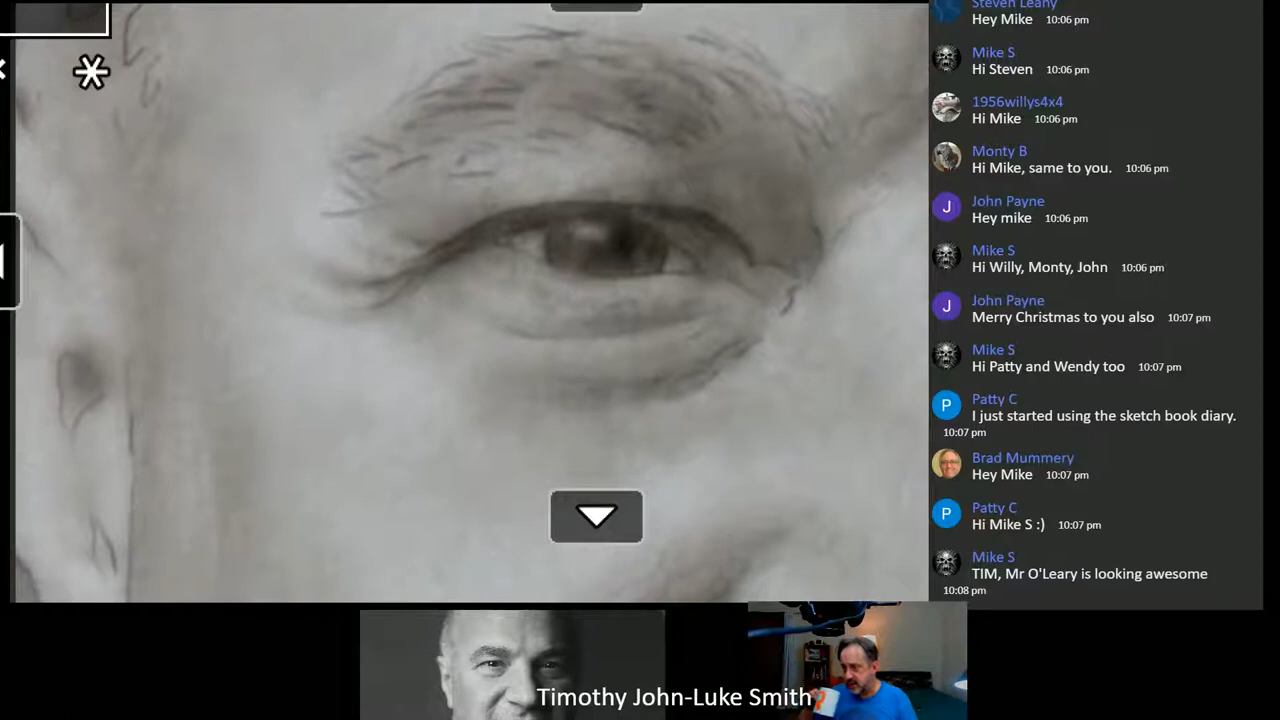 Steven Leahy
Hey Mike 10:06 pm
Mike S
Hi Steven 10:06 pm
1956willys4x4
Hi Mike 10:06 pm
Monty B
Hi Mike, same to you. 10:06 pm
John Payne
J
Hey mike 10:06 pm
Mike S
Hi Willy, Monty, John 10:06 pm
John Payne
J
Merry Christmas to you also 10:07 pm
Mike S
Hi Patty and Wendy too 10:07 pm
Patty C
P
I just started using the sketch book diary.
10:07 pm
Brad Mummery
Hey Mike 10:07 pm
Patty C
P
Hi Mike S :) 10:07 pm
Mike S
TIM, Mr O'Leary is looking awesome
10:08 pm
Timothy John-Luke Smith